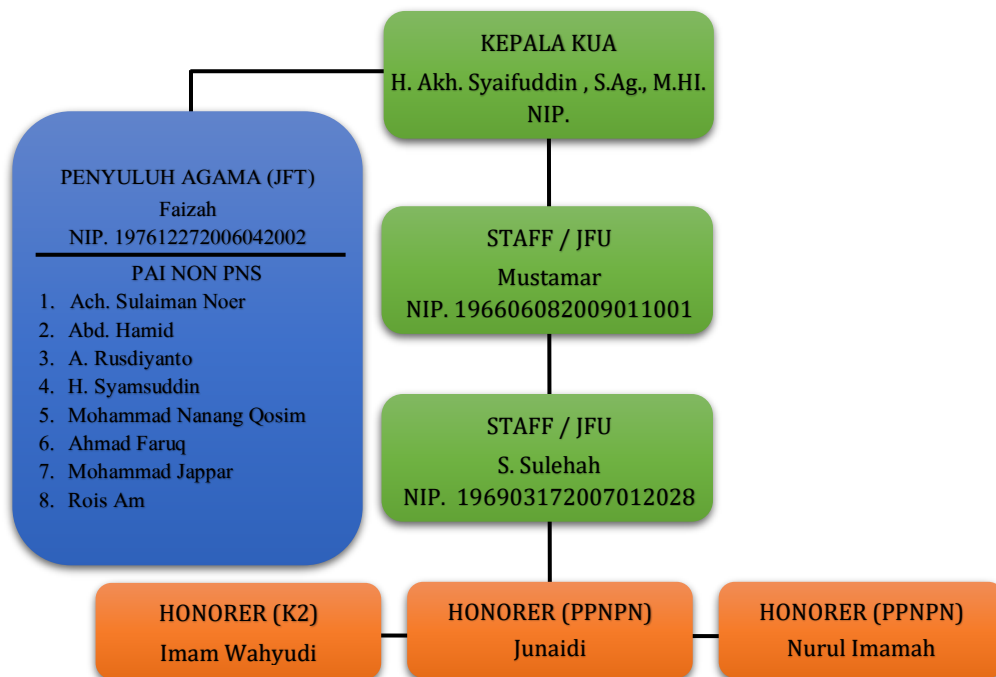 KEPALA KUA
H. Akh. Syaifuddin , S.Ag., M.HI.
NIP.
PENYULUH AGAMA (JFT)
Faizah
NIP. 197612272006042002
PAI NON PNS
1. Ach. Sulaiman Noer
2. Abd. Hamid
3. A. Rusdiyanto
4. H. Syamsuddin
5. Mohammad Nanang Qosim
6. Ahmad Faruq
7. Mohammad Jappar
8. Rois Am
STAFF / JFU
Mustamar
NIP. 196606082009011001
STAFF / JFU
S. Sulehah
NIP. 196903172007012028
HONORER (K2)
Imam Wahyudi
HONORER (PPNPN)
Junaidi
HONORER (PPNPN)
Nurul Imamah